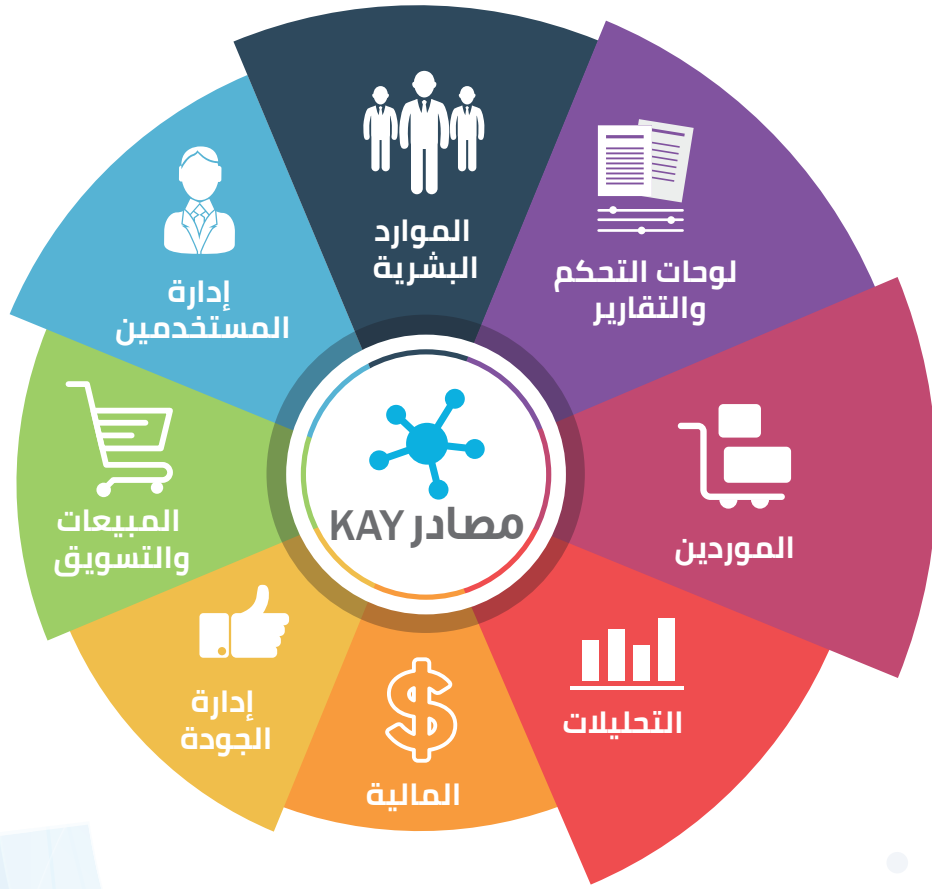 الموارد
البشرية
لوحات التحكم
والتقارير
إدارة
المستخدمين
المبيعات
والتسويق
مصادر KAY
الموردين
إدارة
الجودة
التحليلات
المالية